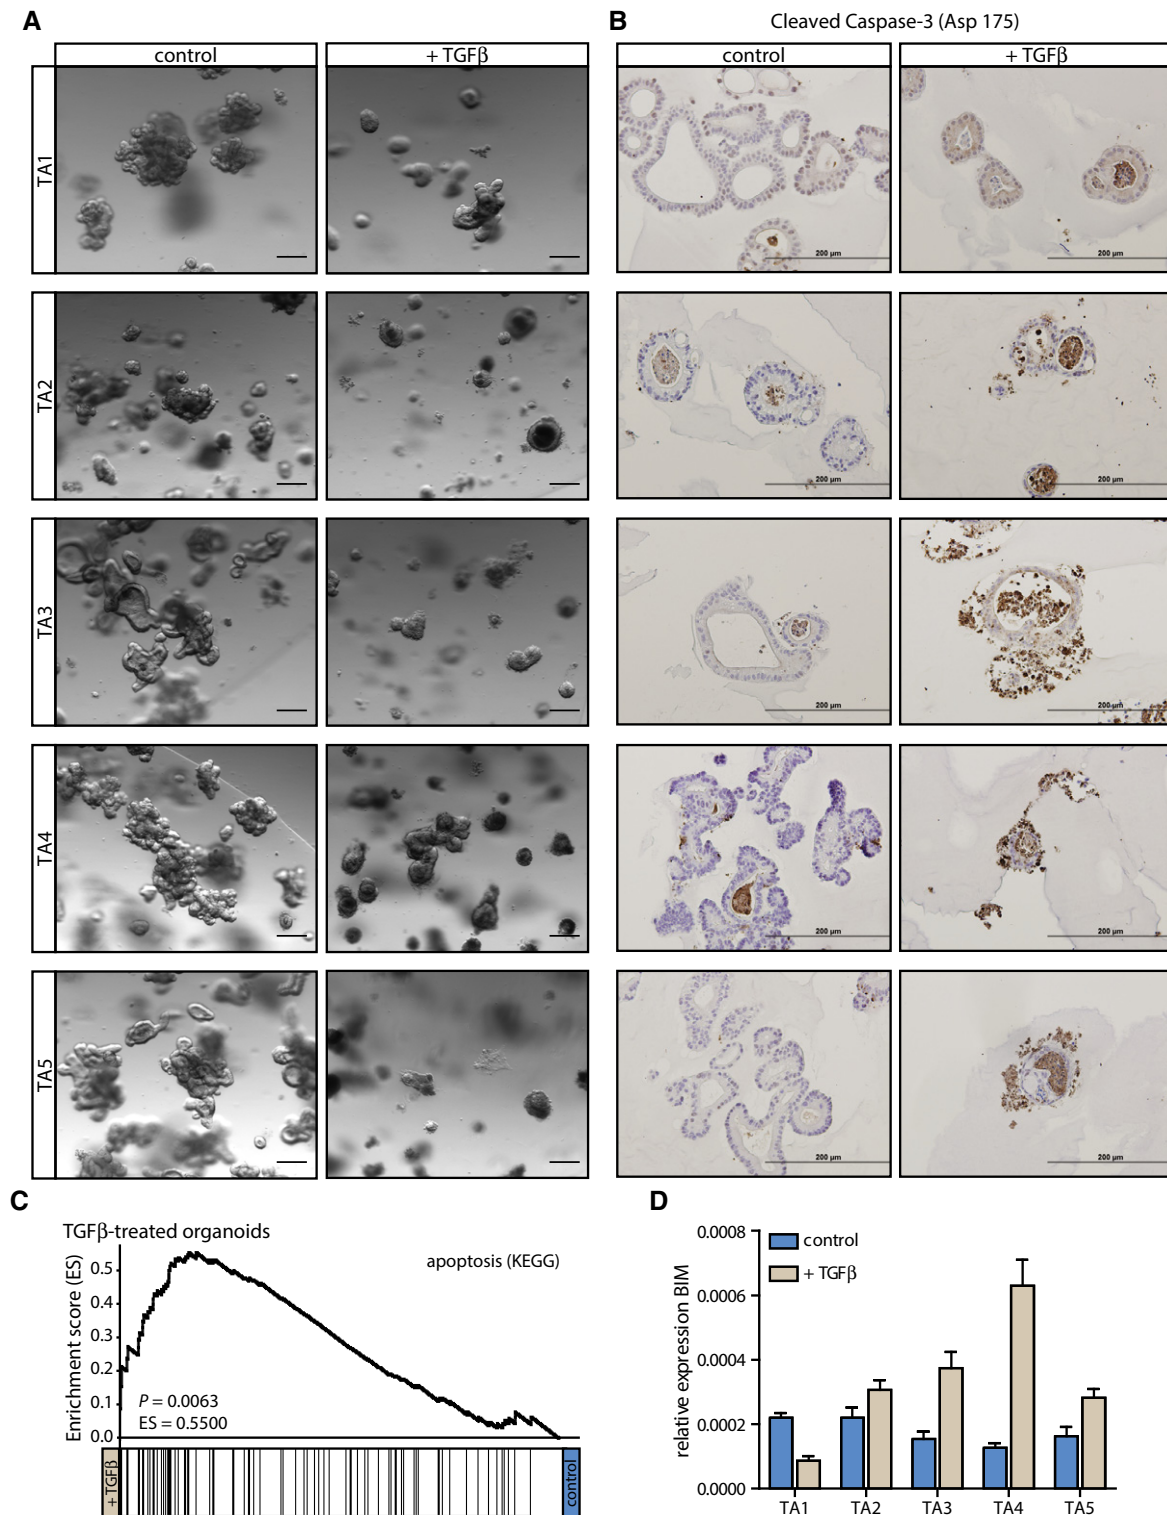 A
control
+ TGFβ
TA1
TA2
TA3
TA4
TA5
B
Cleaved Caspase-3 (Asp 175)
control
+ TGFβ
200 µm
200 µm
200 µm
200 µm
200 µm
200 µm
200 µm
200 µm
200 µm
200 µm
C
TGFβ-treated organoids
apoptosis (KEGG)
Enrichment score (ES)
0.5
0.4
0.3
0.2
0.1
0.0
P = 0.0063
ES = 0.5500
+ TGFβ
control
D
relative expression BIM
0.0008
0.0006
0.0004
0.0002
0.0000
control
+ TGFβ
TA1 TA2 TA3 TA4 TA5